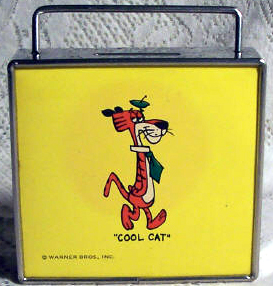 "COOL CAT"
© WARNER BROS., INC.